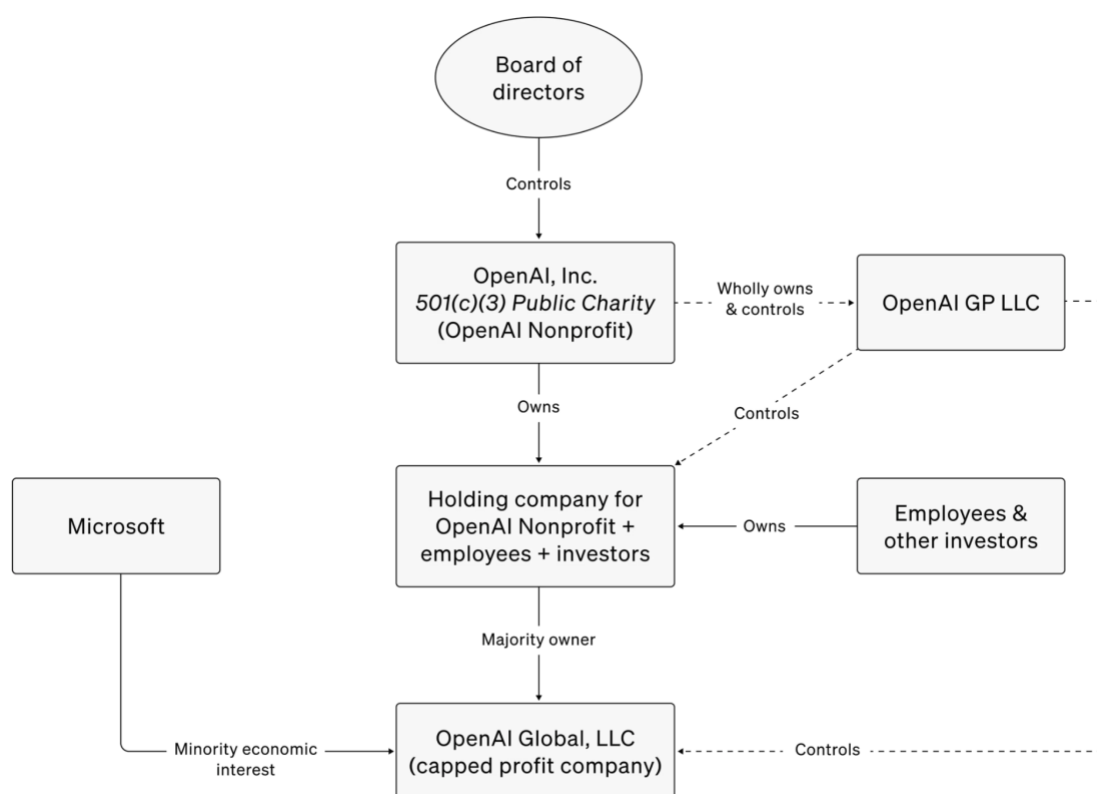 Board of
directors
Controls
OpenAI, Inc.
501(c)(3) Public Charity
(OpenAI Nonprofit)
Wholly owns
& controls
OpenAI GP LLC
Owns
Controls
Microsoft
Holding company for
OpenAI Nonprofit +
employees + investors
Owns
Employees &
other investors
Majority owner
Minority economic
interest
OpenAI Global, LLC
(capped profit company)
Controls